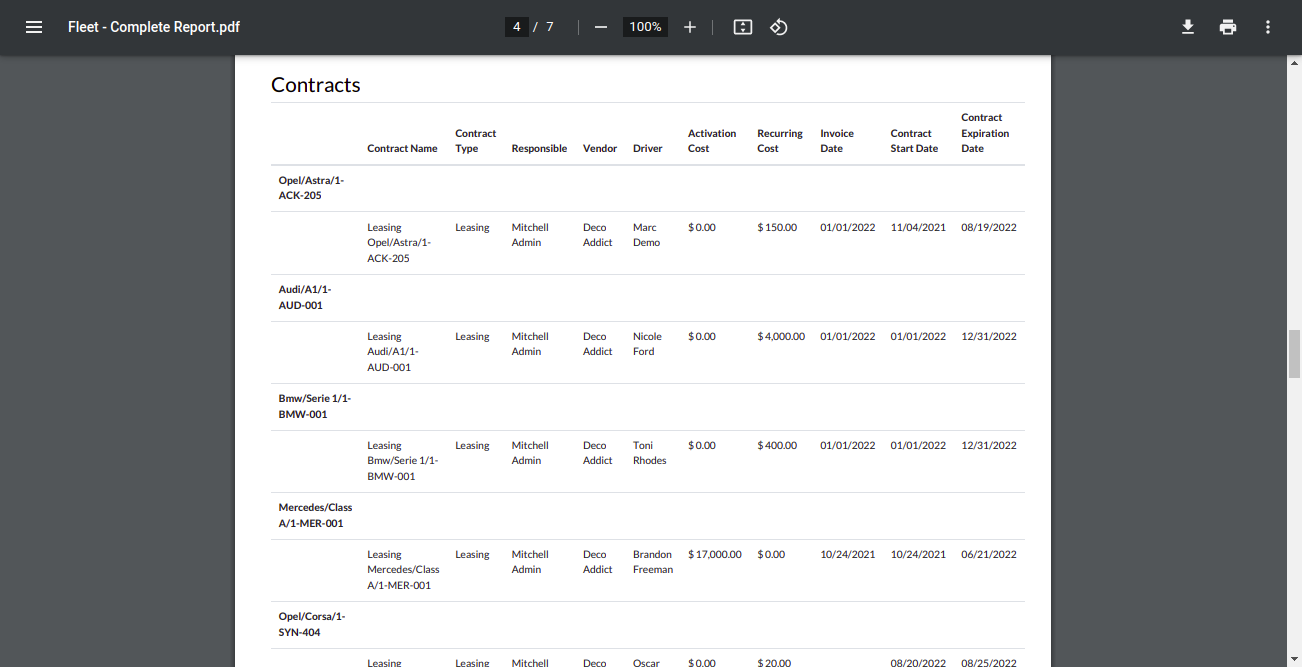 Fleet - Complete Report.pdf
4 / 7
100%
Contracts
Contract Name Contract Type Responsible Vendor Driver Activation Cost Recurring Cost Invoice Date Contract Start Date Contract Expiration Date
Opel/Astra/1-
ACK-205
Leasing Leasing Mitchell Deco Marc $ 0.00 $ 150.00 01/01/2022 11/04/2021 08/19/2022
Opel/Astra/1- Admin Addict Demo
ACK-205
Audi/A1/1-
AUD-001
Leasing Leasing Mitchell Deco Nicole $ 0.00 $ 4,000.00 01/01/2022 01/01/2022 12/31/2022
Audi/A1/1- Admin Addict Ford
AUD-001
Bmw/Serie 1/1-
BMW-001
Leasing Leasing Mitchell Deco Toni $ 0.00 $ 400.00 01/01/2022 01/01/2022 12/31/2022
Bmw/Serie 1/1- Admin Addict Rhodes
BMW-001
Mercedes/Class
A/1-MER-001
Leasing Leasing Mitchell Deco Brandon $ 17,000.00 $ 0.00 10/24/2021 10/24/2021 06/21/2022
Mercedes/Class Admin Addict Freeman
A/1-MER-001
Opel/Corsa/1-
SYN-404
Leasing Leasing Mitchell Deco Oscar $ 0.00 $ 20.00 08/20/2022 08/25/2022